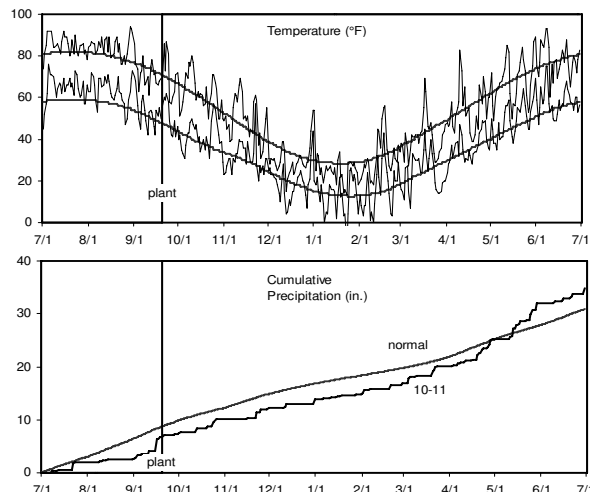 Temperature (°F)
100
80
60
40
20
0
plant
7/1 8/1 9/1 10/1 11/1 12/1 1/1 2/1 3/1 4/1 5/1 6/1 7/1
Cumulative
Precipitation (in.)
40
30
20
10
0
normal
10-11
plant
7/1 8/1 9/1 10/1 11/1 12/1 1/1 2/1 3/1 4/1 5/1 6/1 7/